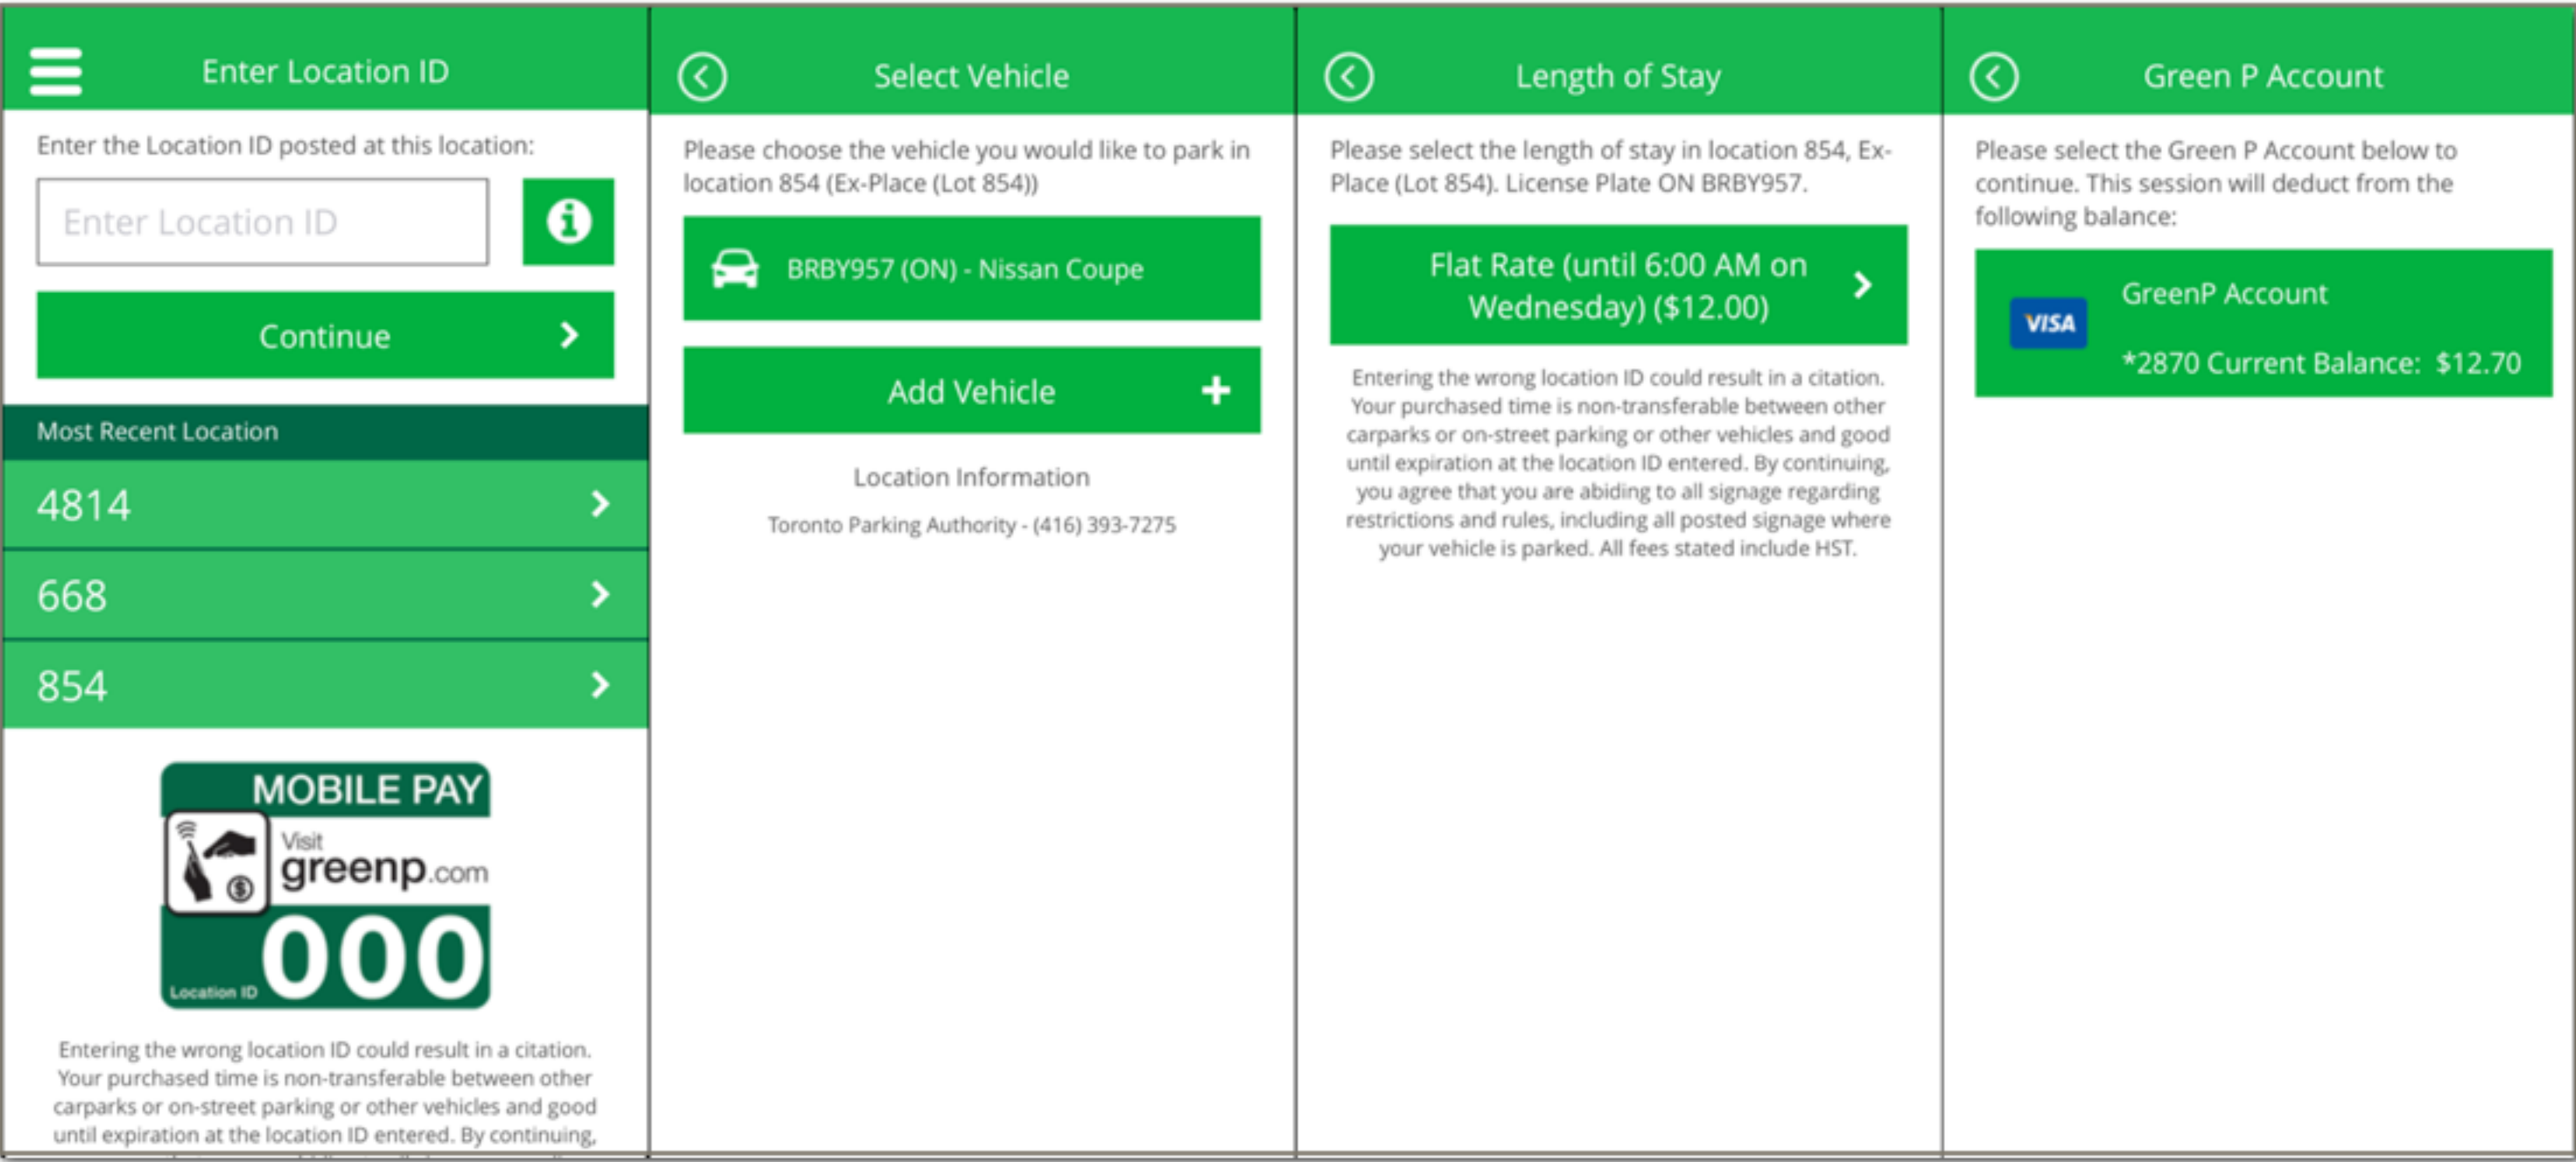 Enter Location ID
Enter the Location ID posted at this location:
Enter Location ID
Continue
Most Recent Location
4814
668
854
MOBILE PAY
Visit
greenp.com
000
Location ID
Entering the wrong location ID could result in a citation.
Your purchased time is non-transferable between other
carparks or on-street parking or other vehicles and good
until expiration at the location ID entered. By continuing,
Select Vehicle
Please choose the vehicle you would like to park in
location 854 (Ex-Place (Lot 854))
BRBY957 (ON) - Nissan Coupe
Add Vehicle
Location Information
Toronto Parking Authority - (416) 393-7275
Length of Stay
Please select the length of stay in location 854, Ex-
Place (Lot 854). License Plate ON BRBY957.
Flat Rate (until 6:00 AM on
Wednesday) ($12.00)
Entering the wrong location ID could result in a citation.
Your purchased time is non-transferable between other
carparks or on-street parking or other vehicles and good
until expiration at the location ID entered. By continuing,
you agree that you are abiding to all signage regarding
restrictions and rules, including all posted signage where
your vehicle is parked. All fees stated include HST.
Green P Account
Please select the Green P Account below to
continue. This session will deduct from the
following balance:
VISA
GreenP Account
*2870 Current Balance: $12.70